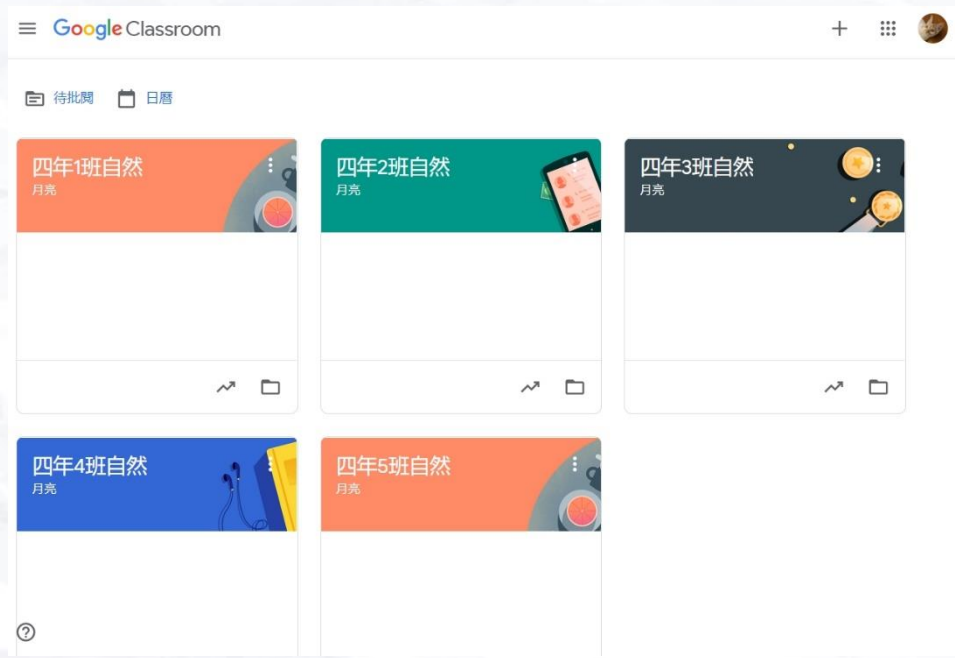 Google Classroom
待批閱 日曆
四年1班自然
月亮
四年2班自然
月亮
四年3班自然
月亮
四年4班自然
月亮
四年5班自然
月亮